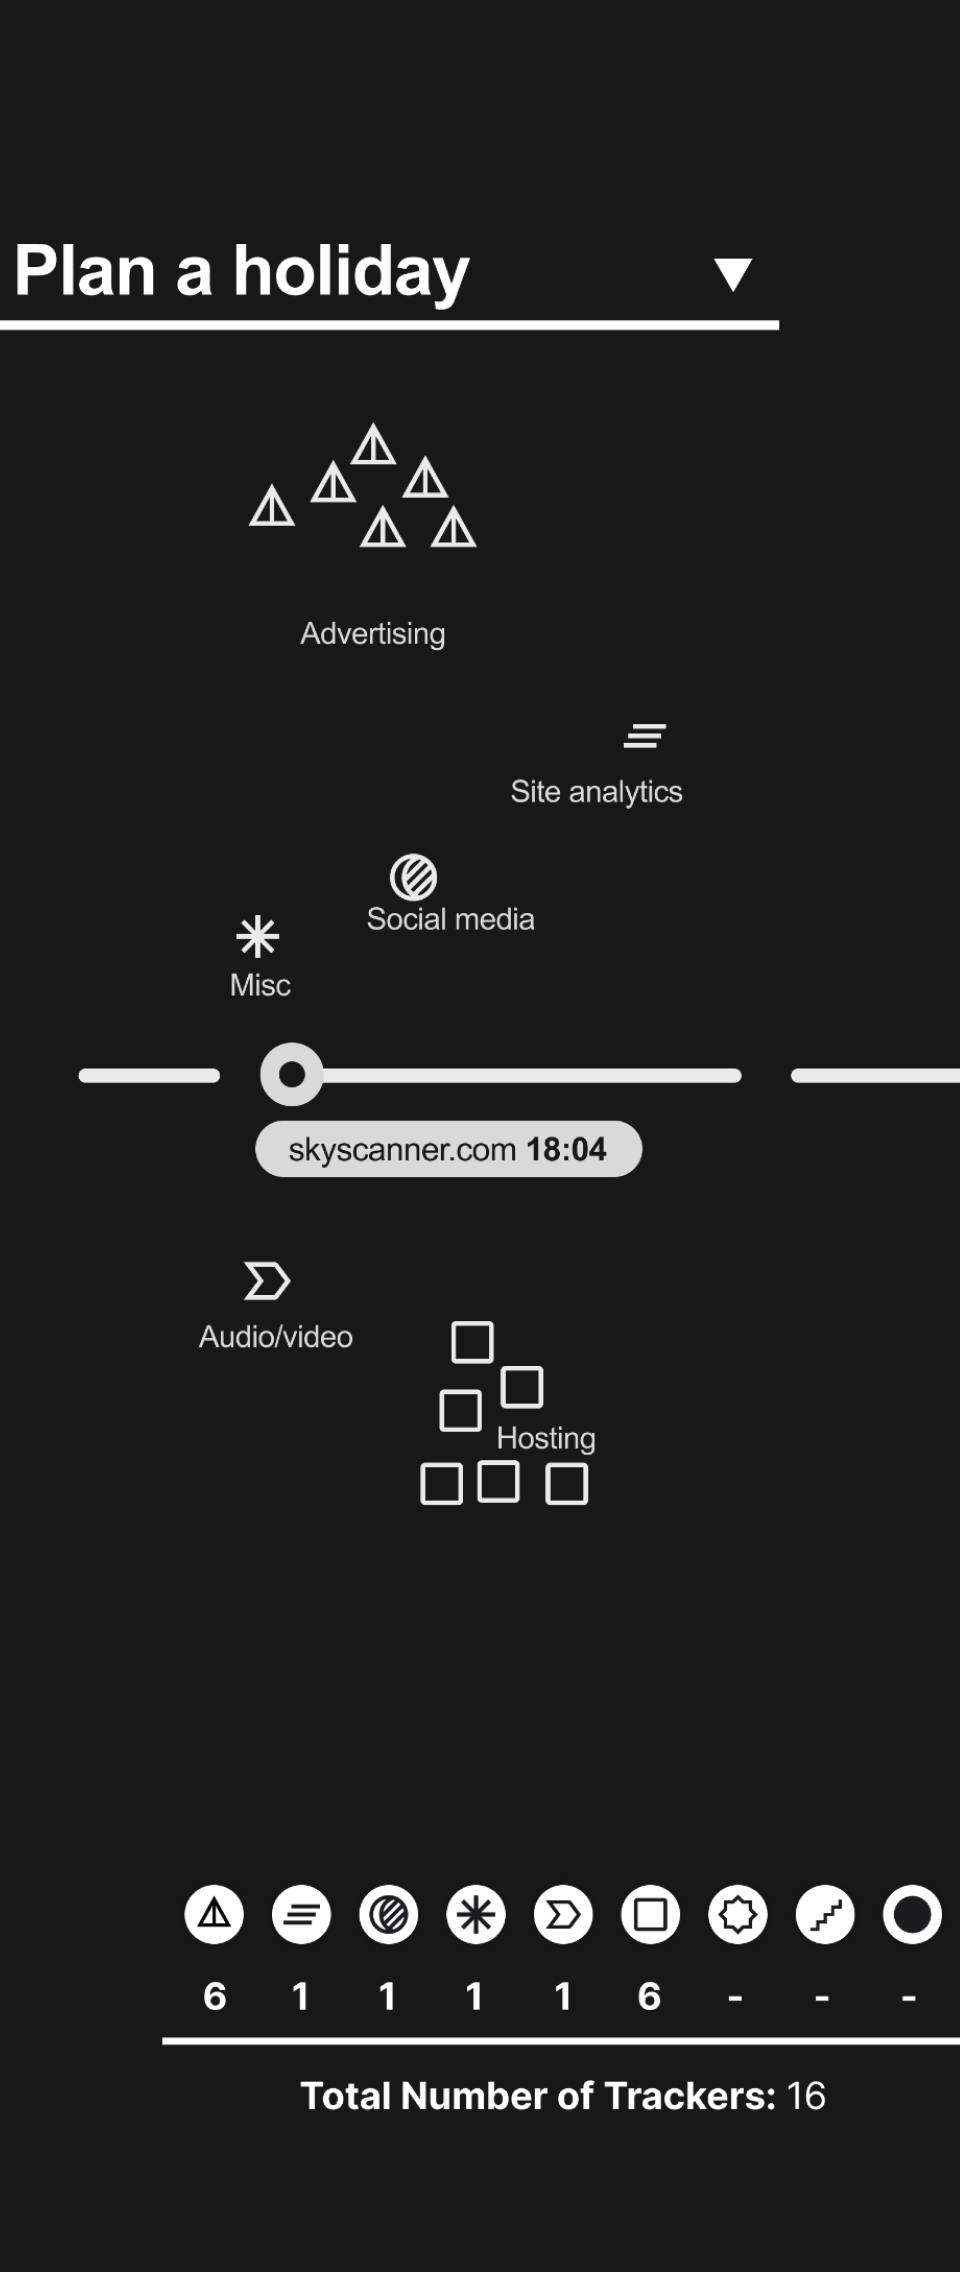 Plan a holiday
Advertising
Site analytics
Social media
Misc
skyscanner.com 18:04
Audio/video
Hosting
6 1 1 1 1 6 - - -
Total Number of Trackers: 16